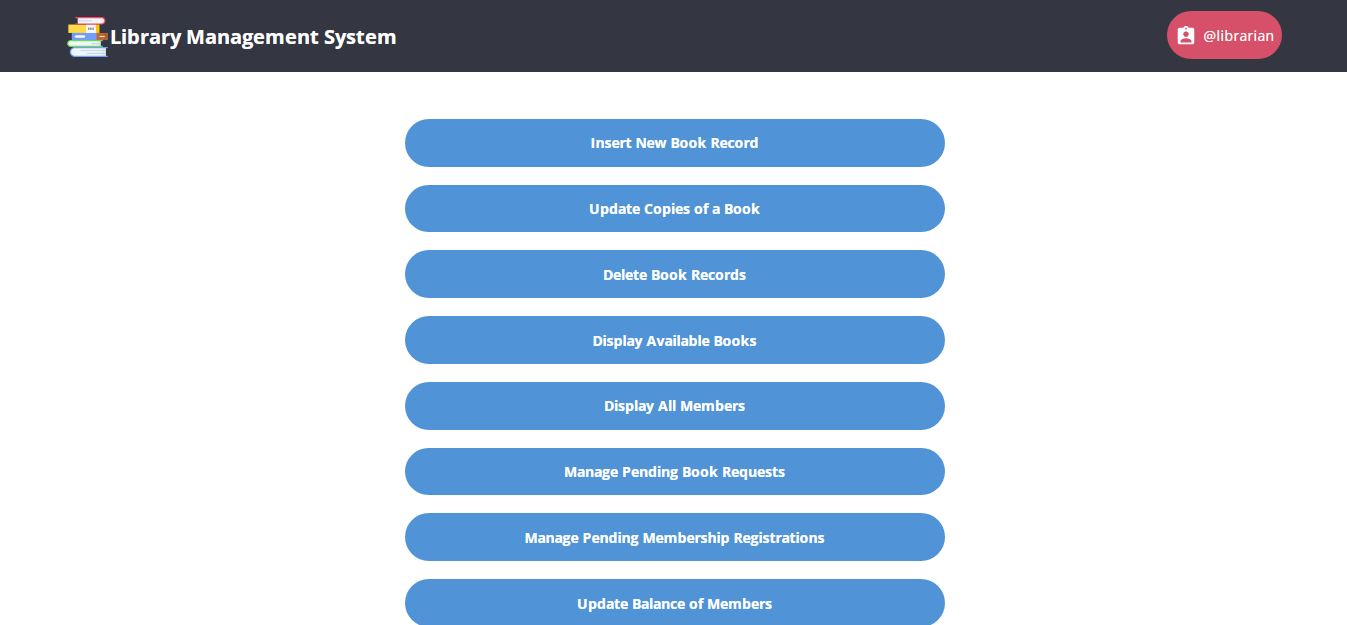 Library Management System
@librarian
Insert New Book Record
Update Copies of a Book
Delete Book Records
Display Available Books
Display All Members
Manage Pending Book Requests
Manage Pending Membership Registrations
Update Balance of Members